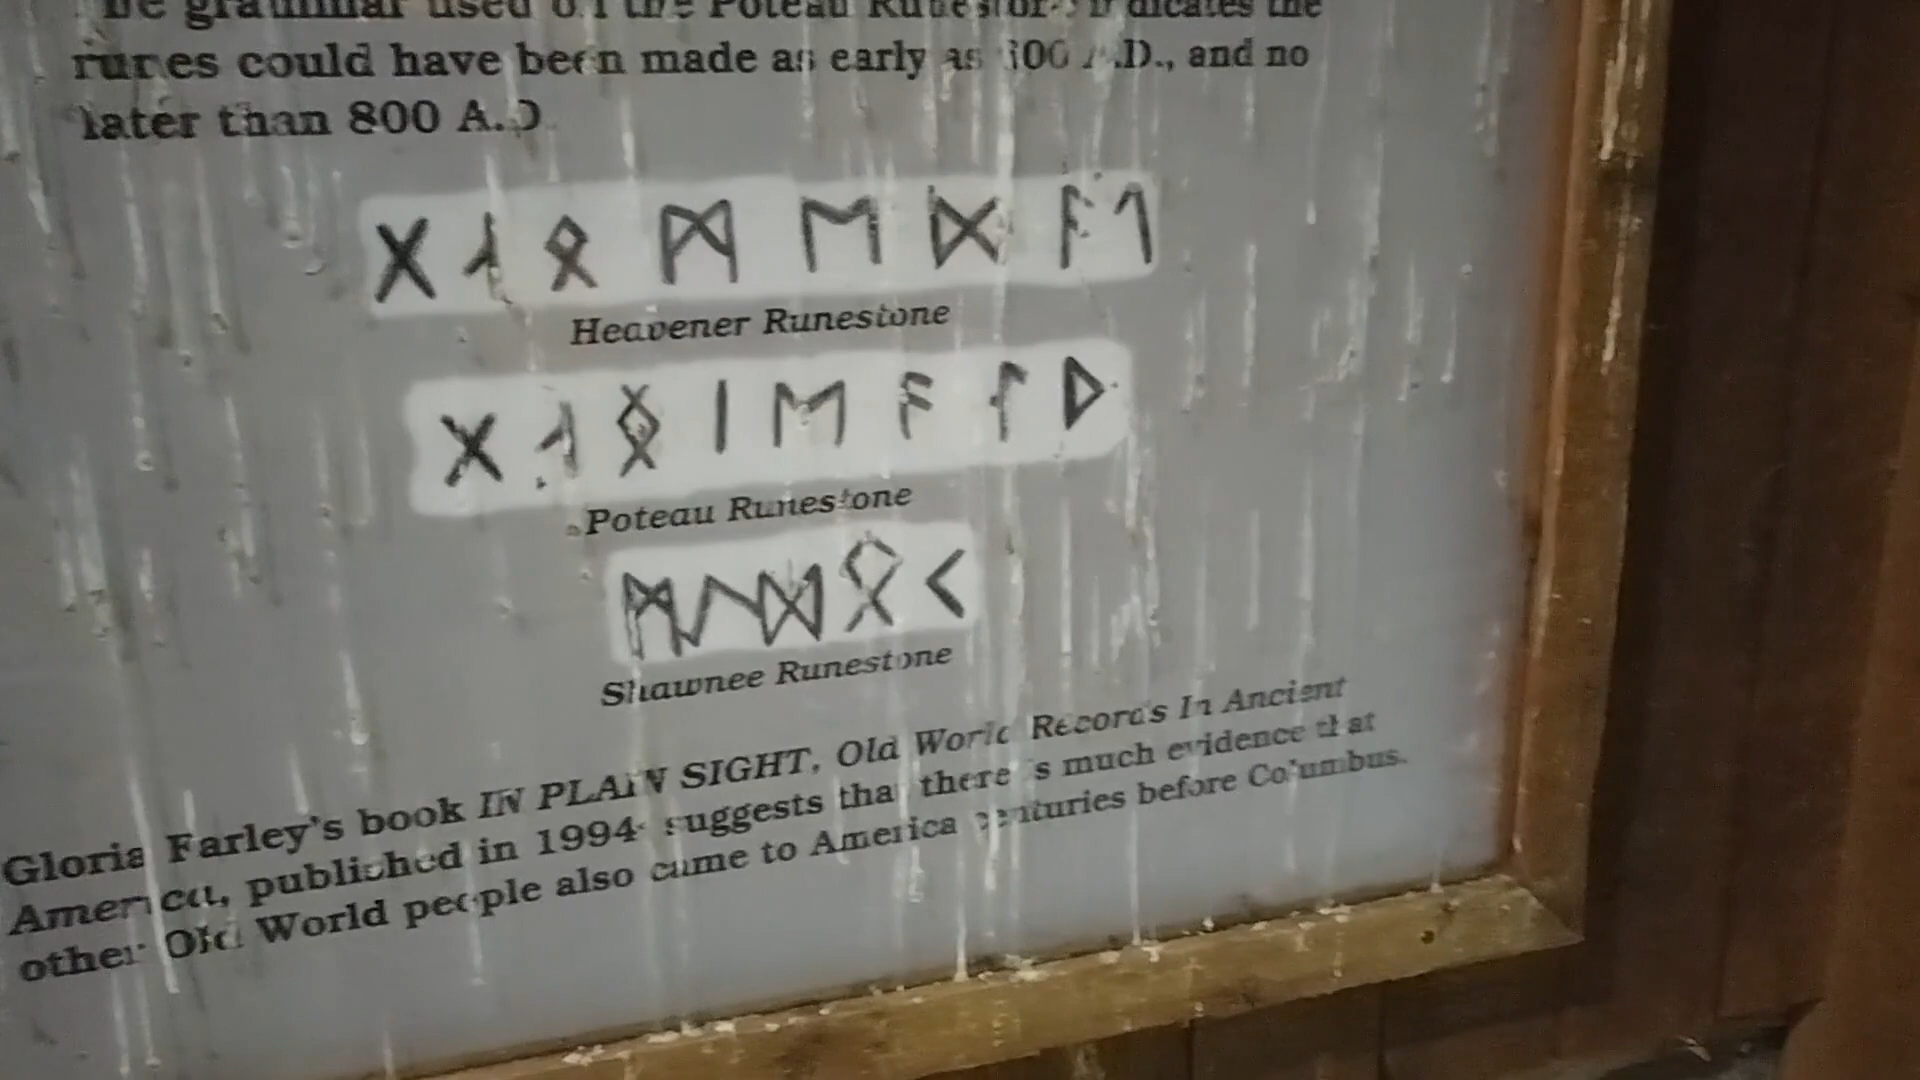 The grammar used on the Poteau Runestone indicates the
runes could have been made as early as 600 A.D., and no
later than 800 A.D.
ᚷᛆᛟᛗᛖᛞᚨᛚ
Heavener Runestone
ᚷᛆᛝᛁᛖᚨᛚᚦ
Poteau Runestone
ᛗᛚᛞᛟᚲ
Shawnee Runestone
Gloria Farley's book IN PLAIN SIGHT, Old World Records In Ancient
America, published in 1994 suggests that there is much evidence that
other Old World people also came to America centuries before Columbus.